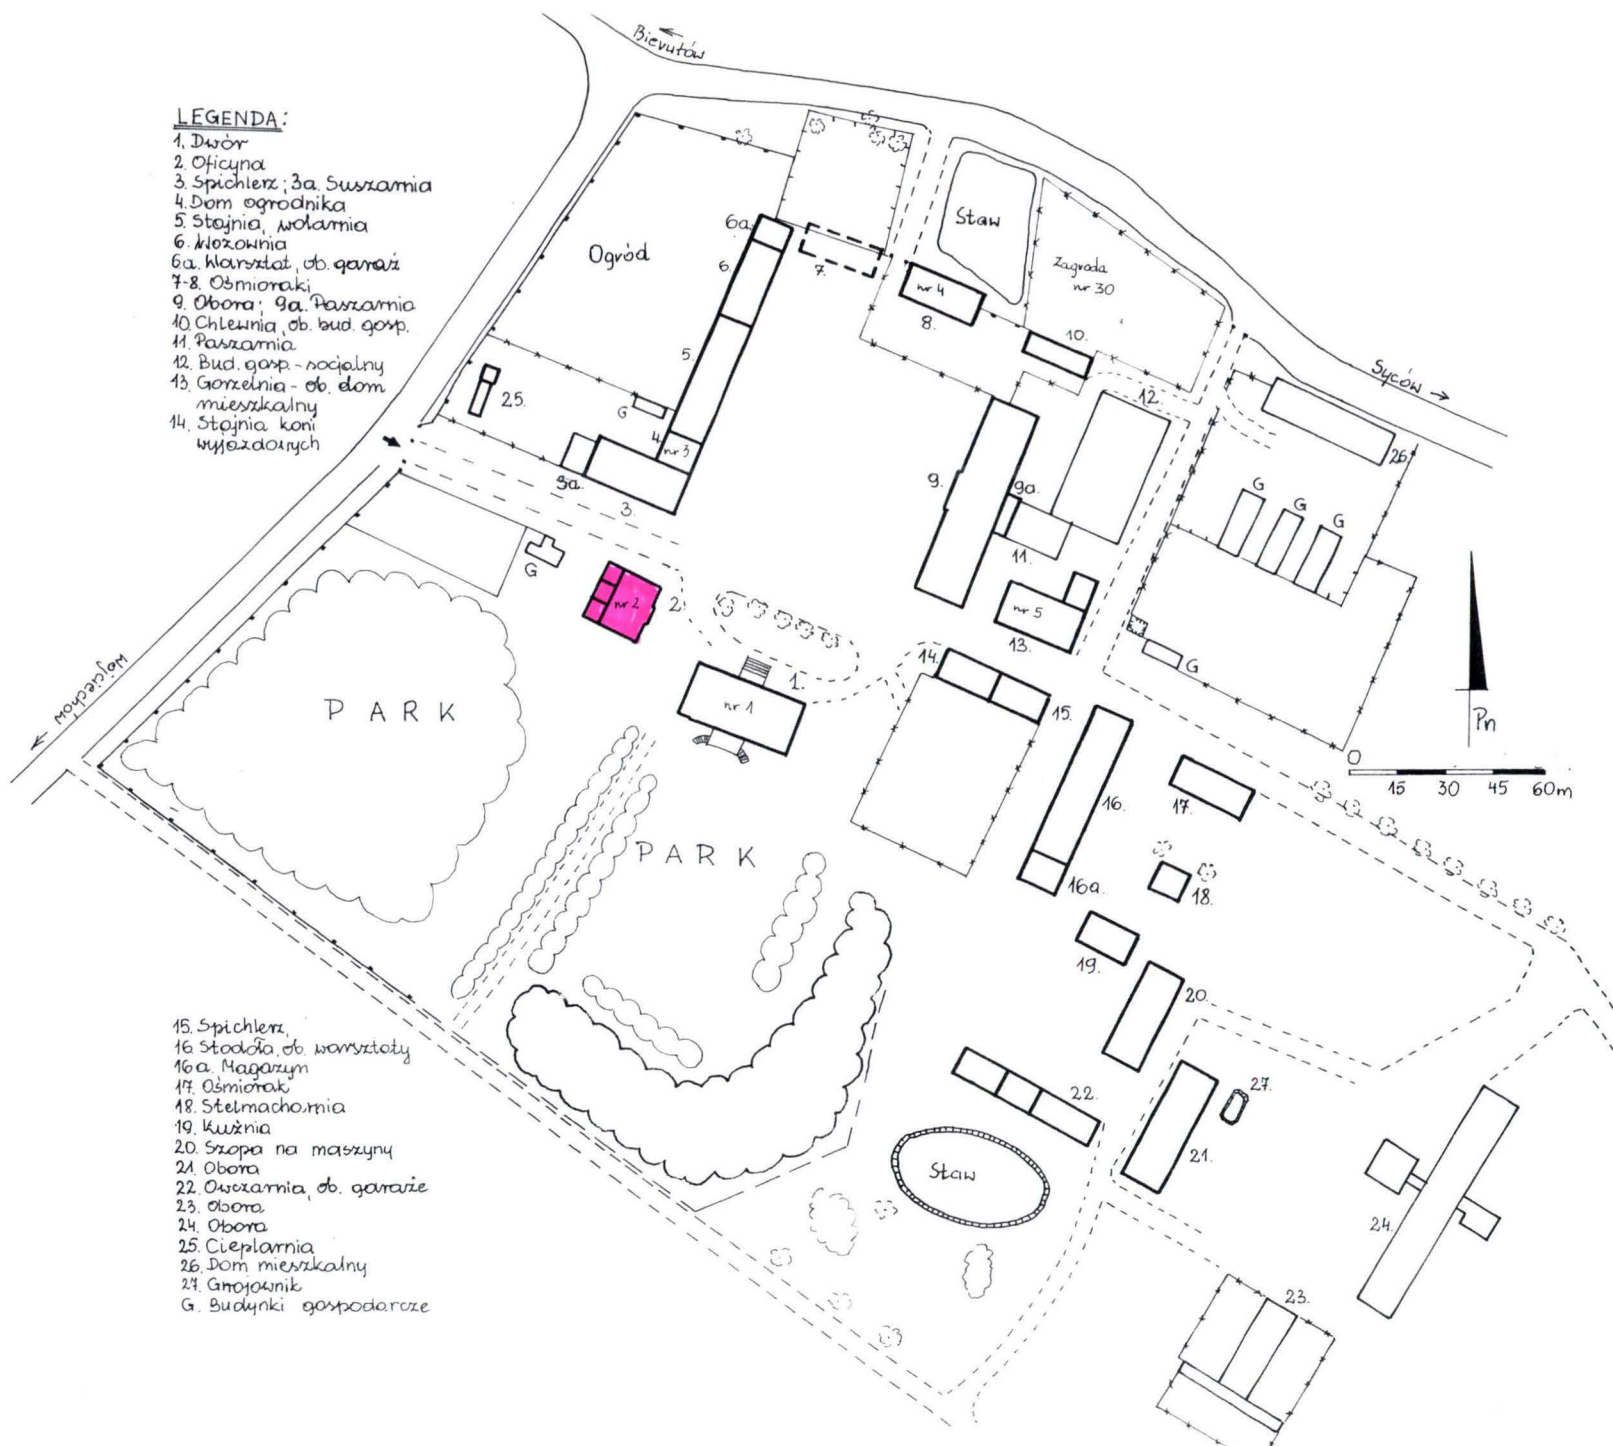 Bierutów
LEGENDA:
1. Dwór
2. Oficyna
3. Spichlerz; 3a. Suszarnia
4. Dom ogrodnika
5. Stajnia, wolarnia
6. Wozownia
6a. Warsztat, ob. garaż
7-8. Ośmioraki
9. Obora; 9a. Paszarnia
10. Chlewnia, ob. bud. gosp.
11. Paszarnia
12. Bud. gosp.-socjalny
13. Gorzelnia - ob. dom
mieszkalny
14. Stajnia koni
wyjazdowych
6a.
6.
7.
Ogród
Staw
Zagroda
nr 30
nr 4
8.
10.
5.
25.
G
4
nr 3
3a.
3.
12.
Syców
26.
9.
9a.
11.
G
G
G
G
nr 2
2.
nr 5
13.
G
14.
15.
1.
nr 1
Wojciechów
PARK
PARK
Pn
0
15 30 45 60m
16.
17.
16a.
18.
19.
20.
22.
27.
21.
Staw
24.
23.
15. Spichlerz,
16. Stodoła, ob. warsztaty
16a. Magazyn
17. Ośmiorak
18. Stelmacharnia
19. Kuźnia
20. Szopa na maszyny
21. Obora
22. Owczarnia, ob. garaże
23. Obora
24. Obora
25. Cieplarnia
26. Dom mieszkalny
27. Gnojownik
G. Budynki gospodarcze